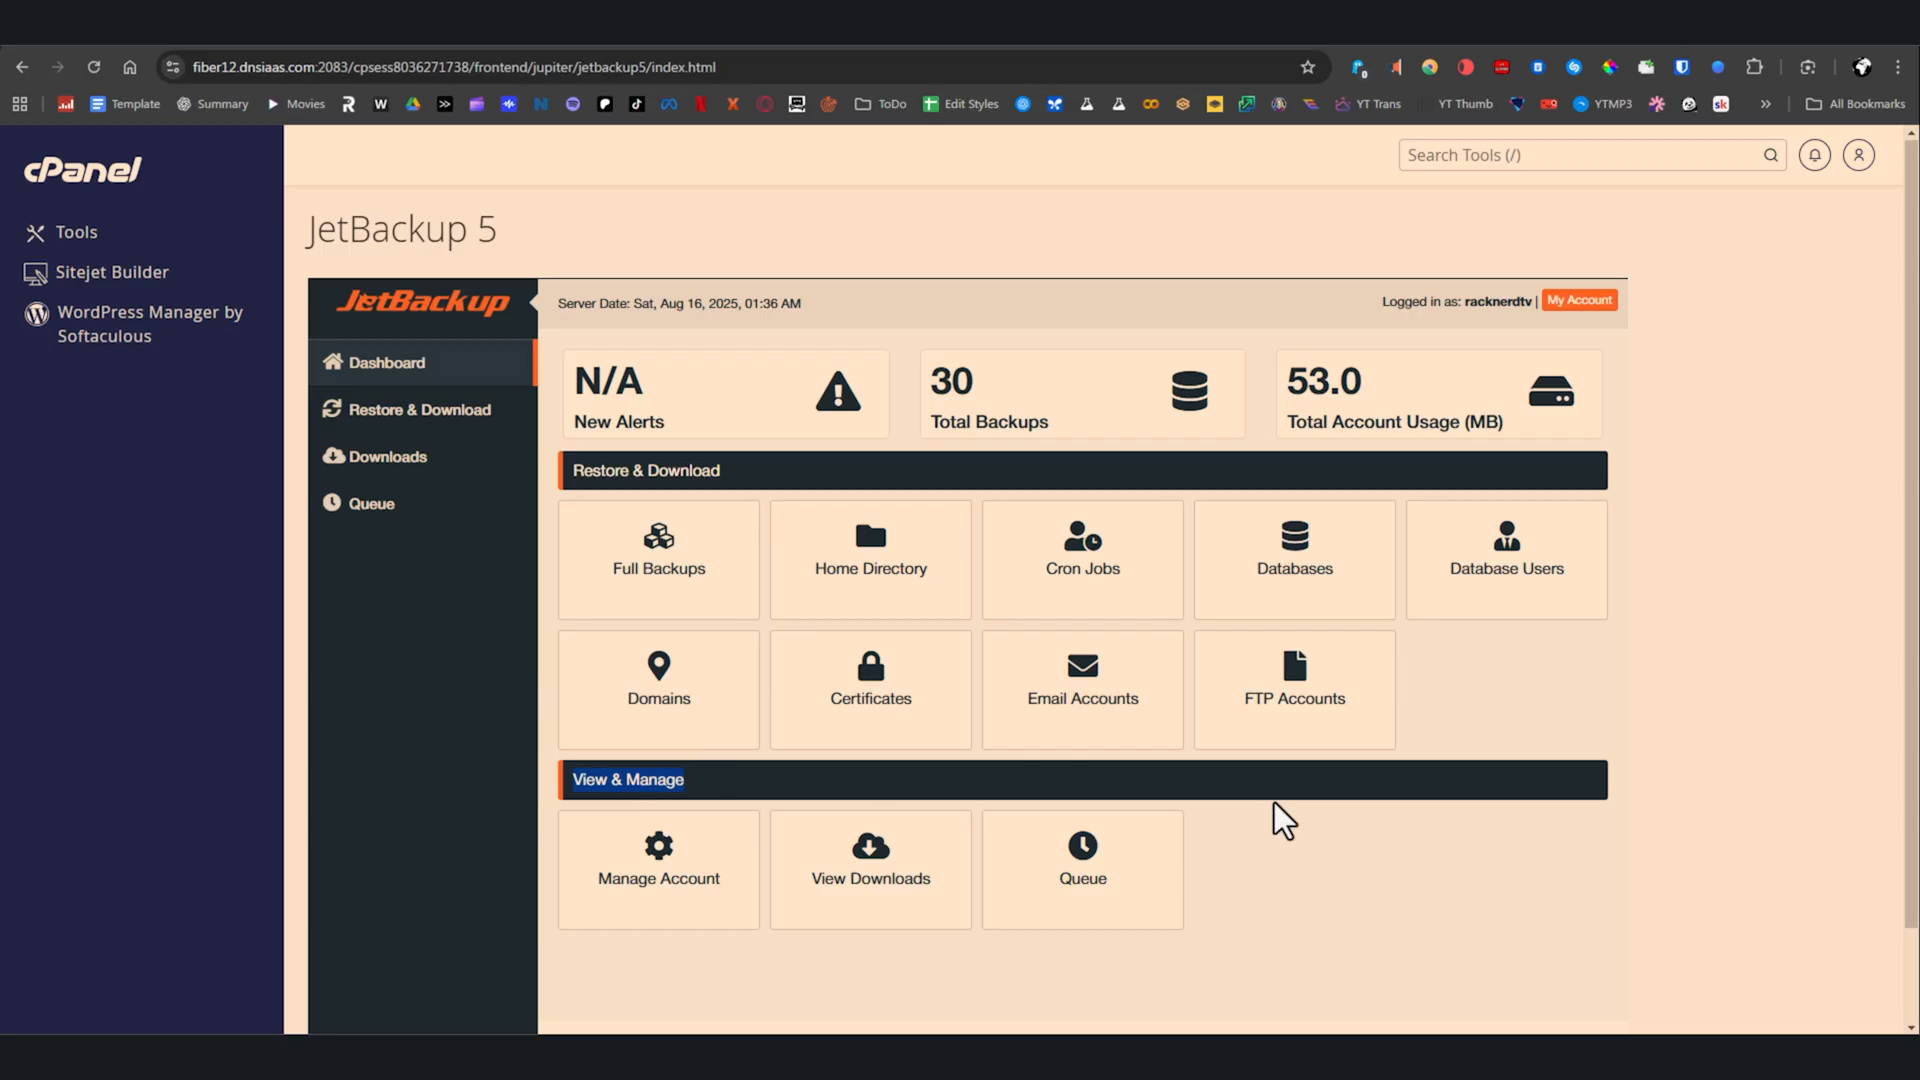 fiber12.dnsiaas.com:2083/cpsess8036271738/frontend/jupiter/jetbackup5/index.html
Template
Summary
Movies
ToDo
Edit Styles
YT Trans
YT Thumb
YTMP3
sk
All Bookmarks
cPanel
Search Tools (/)
Tools
Sitejet Builder
WordPress Manager by
Softaculous
JetBackup 5
JetBackup
Server Date: Sat, Aug 16, 2025, 01:36 AM
Logged in as: racknerdtv | My Account
Dashboard
Restore & Download
Downloads
Queue
N/A
New Alerts
30
Total Backups
53.0
Total Account Usage (MB)
Restore & Download
Full Backups
Home Directory
Cron Jobs
Databases
Database Users
Domains
Certificates
Email Accounts
FTP Accounts
View & Manage
Manage Account
View Downloads
Queue